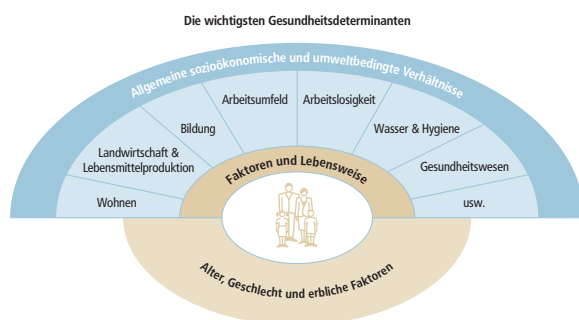 Die wichtigsten Gesundheitsdeterminanten
Allgemeine sozioökonomische und umweltbedingte Verhältnisse
Arbeitsumfeld
Arbeitslosigkeit
Bildung
Wasser & Hygiene
Landwirtschaft &
Lebensmittelproduktion
Gesundheitswesen
Wohnen
usw.
Faktoren und Lebensweise
Alter, Geschlecht und erbliche Faktoren